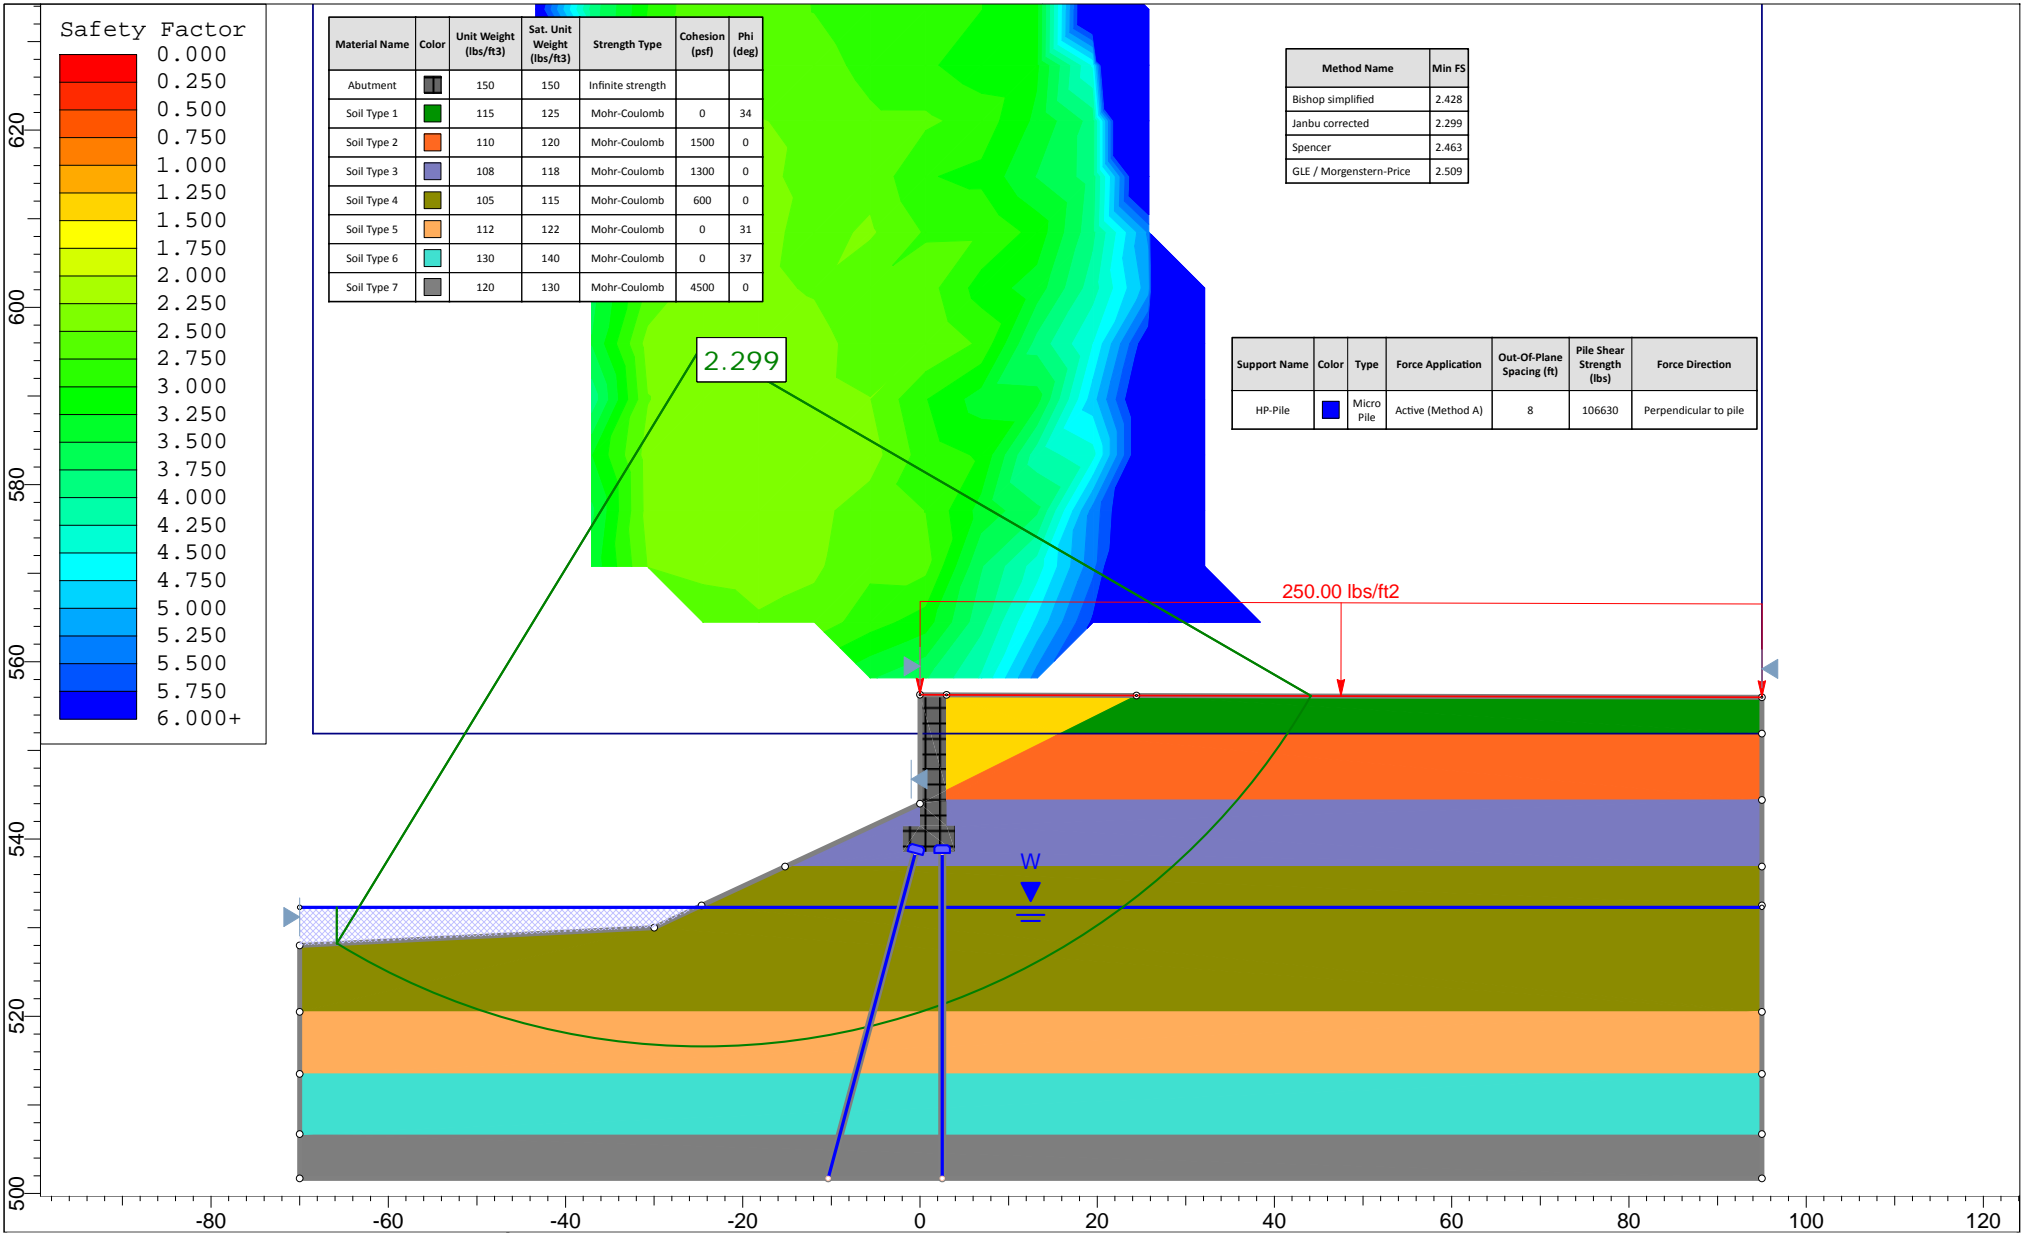 Safety Factor
0.000
0.250
0.500
0.750
1.000
1.250
1.500
1.750
2.000
2.250
2.500
2.750
3.000
3.250
3.500
3.750
4.000
4.250
4.500
4.750
5.000
5.250
5.500
5.750
6.000+
Material Name Color Unit Weight (lbs/ft3) Sat. Unit Weight (lbs/ft3) Strength Type Cohesion (psf) Phi (deg)
Abutment 150 150 Infinite strength
Soil Type 1 115 125 Mohr-Coulomb 0 34
Soil Type 2 110 120 Mohr-Coulomb 1500 0
Soil Type 3 108 118 Mohr-Coulomb 1300 0
Soil Type 4 105 115 Mohr-Coulomb 600 0
Soil Type 5 112 122 Mohr-Coulomb 0 31
Soil Type 6 130 140 Mohr-Coulomb 0 37
Soil Type 7 120 130 Mohr-Coulomb 4500 0
Method Name Min FS
Bishop simplified 2.428
Janbu corrected 2.299
Spencer 2.463
GLE / Morgenstern-Price 2.509
Support Name Color Type Force Application Out-Of-Plane Spacing (ft) Pile Shear Strength (lbs) Force Direction
HP-Pile Micro Pile Active (Method A) 8 106630 Perpendicular to pile
2.299
250.00 lbs/ft2
W
620
600
580
560
540
520
500
-80 -60 -40 -20 0 20 40 60 80 100 120